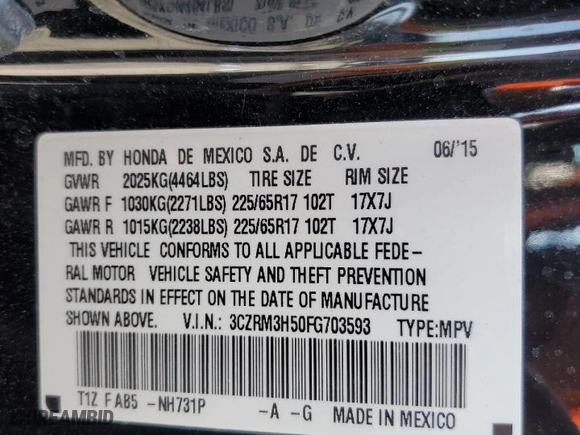 S.A. DE C.V.
MFD. BY HONDA DE MEXICO S.A. DE C.V. 06/'15
GVWR 2025KG(4464LBS) TIRE SIZE RIM SIZE
GAWR F 1030KG(2271LBS) 225/65R17 102T 17X7J
GAWR R 1015KG(2238LBS) 225/65R17 102T 17X7J
THIS VEHICLE CONFORMS TO ALL APPLICABLE FEDE-
RAL MOTOR VEHICLE SAFETY AND THEFT PREVENTION
STANDARDS IN EFFECT ON THE DATE OF MANUFACTURE
SHOWN ABOVE. V.I.N.: 3CZRM3H50FG703593 TYPE:MPV
T1Z F AB5 -NH731P -A -G MADE IN MEXICO